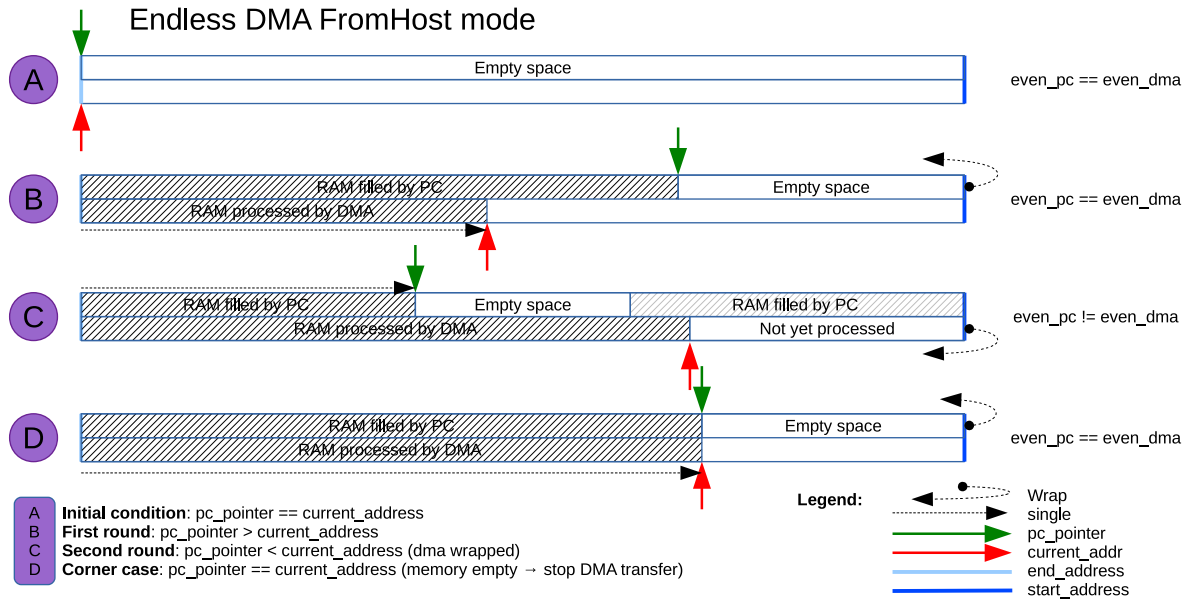 Endless DMA FromHost mode
A
Empty space
even_pc == even_dma
B
RAM filled by PC
Empty space
RAM processed by DMA
even_pc == even_dma
C
RAM filled by PC
Empty space
RAM filled by PC
RAM processed by DMA
Not yet processed
even_pc != even_dma
D
RAM filled by PC
Empty space
RAM processed by DMA
even_pc == even_dma
A Initial condition: pc_pointer == current_address
B First round: pc_pointer > current_address
C Second round: pc_pointer < current_address (dma wrapped)
D Corner case: pc_pointer == current_address (memory empty → stop DMA transfer)
Legend:
Wrap
single
pc_pointer
current_addr
end_address
start_address